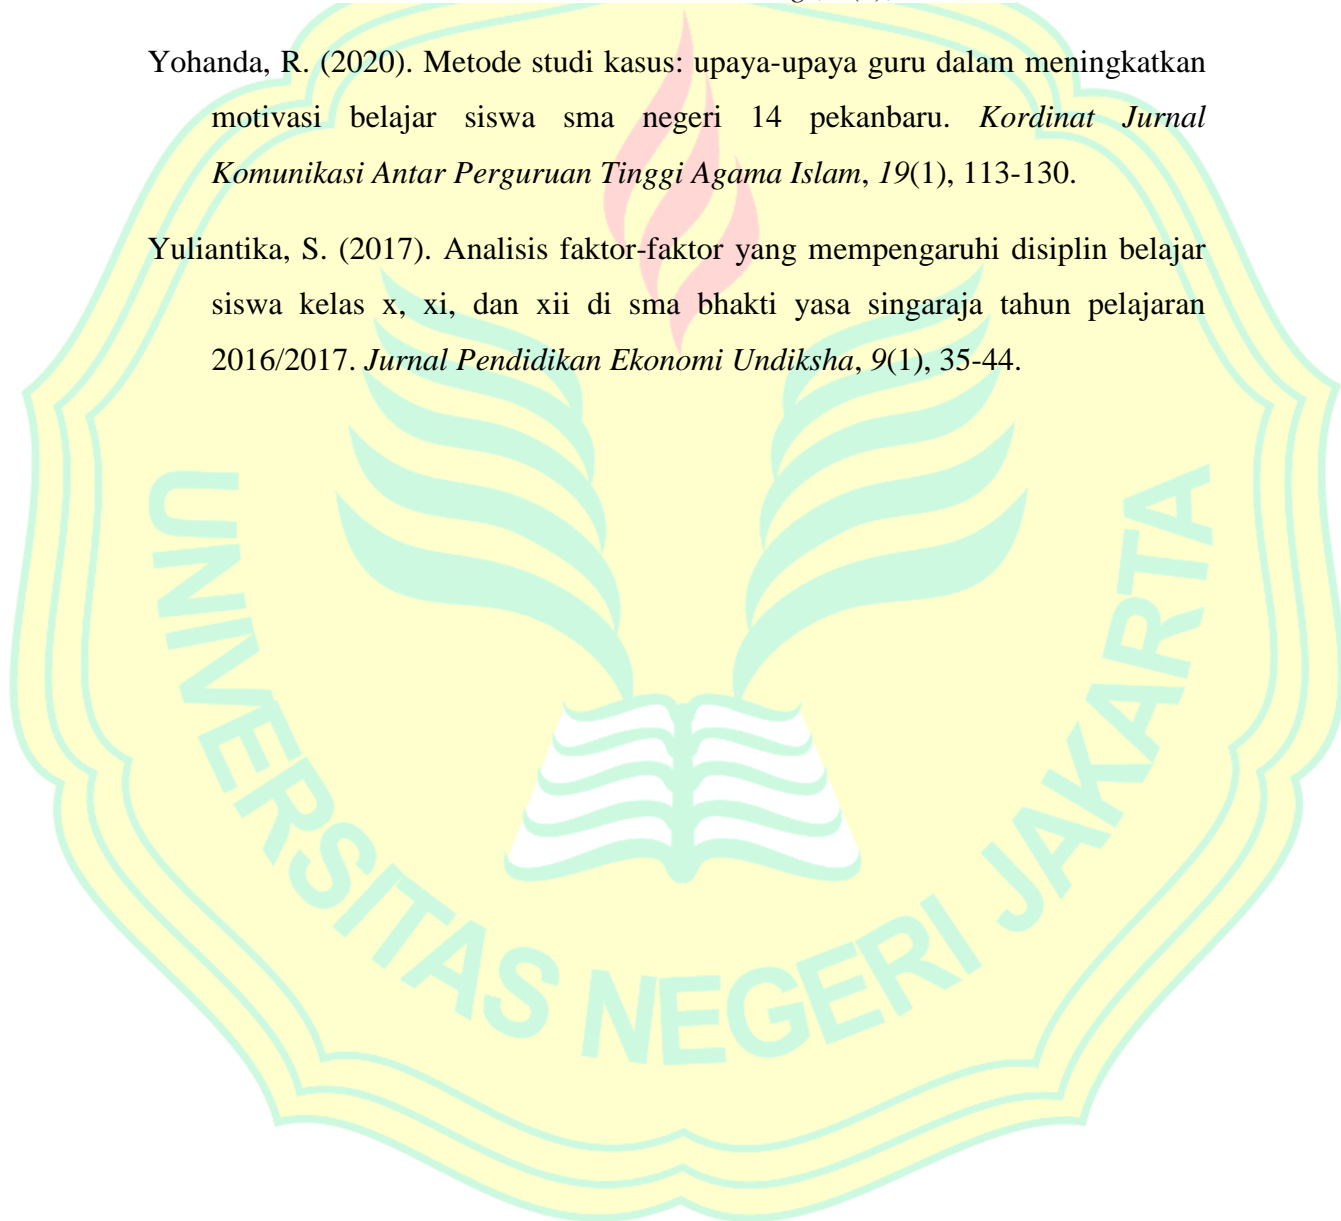 Yohanda, R. (2020). Metode studi kasus: upaya-upaya guru dalam meningkatkan
motivasi belajar siswa sma negeri 14 pekanbaru. Kordinat Jurnal
Komunikasi Antar Perguruan Tinggi Agama Islam, 19(1), 113-130.
Yuliantika, S. (2017). Analisis faktor-faktor yang mempengaruhi disiplin belajar
siswa kelas x, xi, dan xii di sma bhakti yasa singaraja tahun pelajaran
2016/2017. Jurnal Pendidikan Ekonomi Undiksha, 9(1), 35-44.
UNIVERSITAS NEGERI JAKARTA